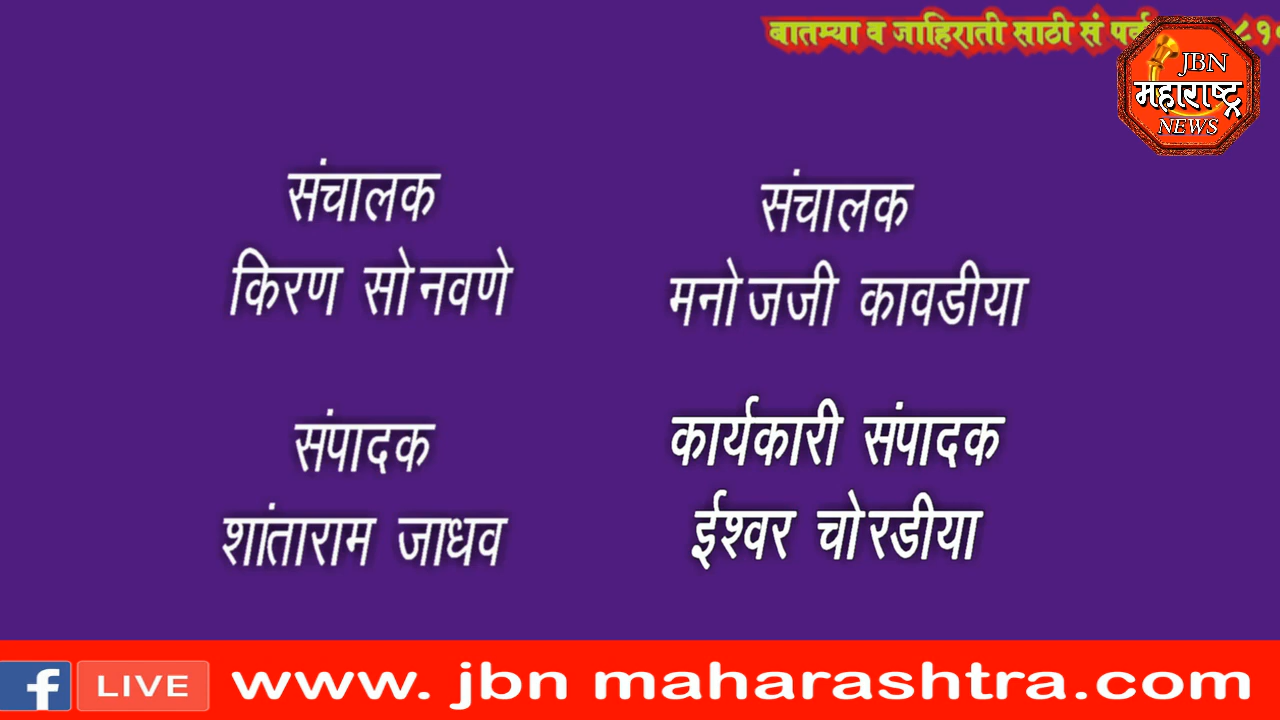 बातम्या व जाहिराती साठी
JBN
महाराष्ट्र
NEWS
संचालक
किरण सोनवणे
संचालक
मनोजजी कावडीया
संपादक
शांताराम जाधव
कार्यकारी संपादक
ईश्वर चोरडीया
f LIVE www. jbn maharashtra.com